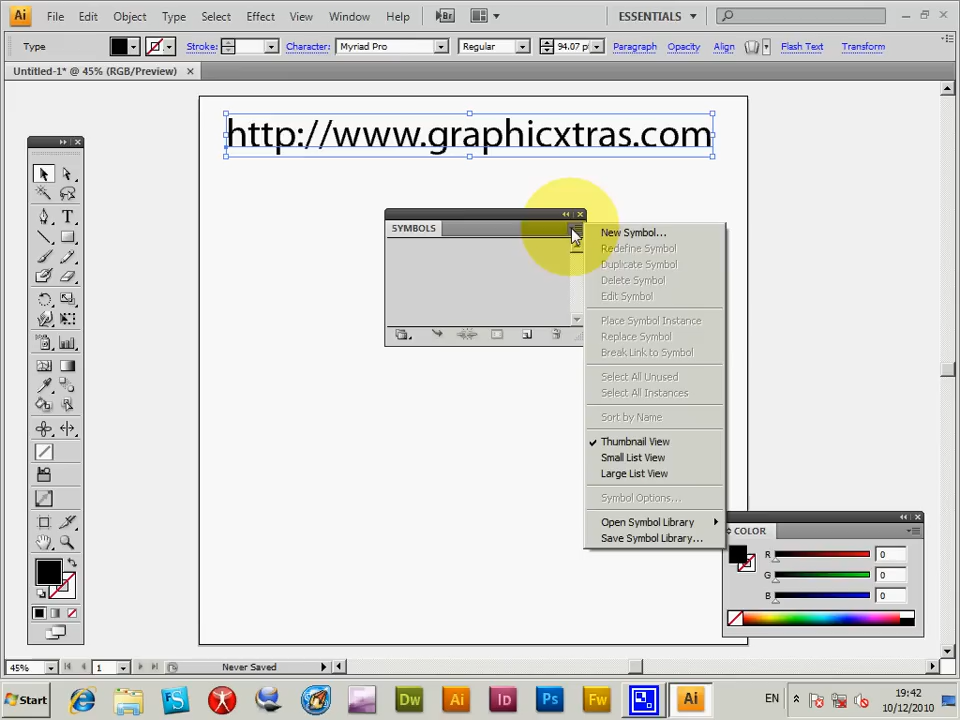 Ai File Edit Object Type Select Effect View Window Help Br ESSENTIALS
Type Stroke: Character: Myriad Pro Regular 94.07 pt Paragraph Opacity Align Flash Text Transform
Untitled-1* @ 45% (RGB/Preview)
http://www.graphicxtras.com
SYMBOLS
New Symbol...
Redefine Symbol
Duplicate Symbol
Delete Symbol
Edit Symbol
Place Symbol Instance
Replace Symbol
Break Link to Symbol
Select All Unused
Select All Instances
Sort by Name
Thumbnail View
Small List View
Large List View
Symbol Options...
Open Symbol Library
Save Symbol Library...
COLOR
R 0
G 0
B 0
45% 1 Never Saved
Start FS Dw Ai Id Ps Fw Ai EN 19:42
10/12/2010